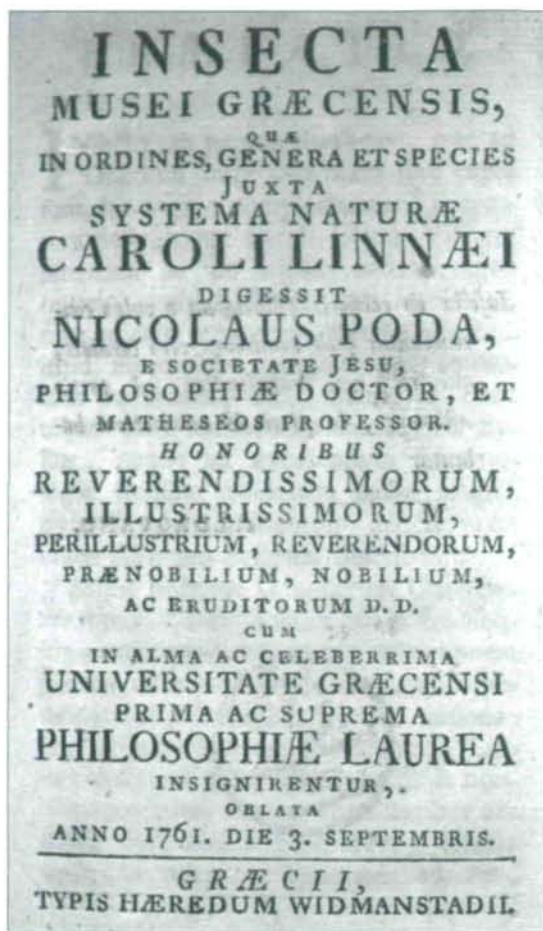 INSECTA
MUSEI GRÆCENSIS,
QUÆ
IN ORDINES, GENERA ET SPECIES
JUXTA
SYSTEMA NATURÆ
CAROLI LINNÆI
DIGESSIT
NICOLAUS PODA,
E SOCIETATE JESU,
PHILOSOPHIÆ DOCTOR, ET
MATHESEOS PROFESSOR.
HONORIBUS
REVERENDISSIMORUM,
ILLUSTRISSIMORUM,
PERILLUSTRIUM, REVERENDORUM,
PRÆNOBILIUM, NOBILIUM,
AC ERUDITORUM D.D.
CUM
IN ALMA AC CELEBERRIMA
UNIVERSITATE GRÆCENSI
PRIMA AC SUPREMA
PHILOSOPHIÆ LAUREA
INSIGNIRENTUR,.
OBLATA
ANNO 1761. DIE 3. SEPTEMBRIS.
GRÆCII,
TYPIS HÆREDUM WIDMANSTADII.